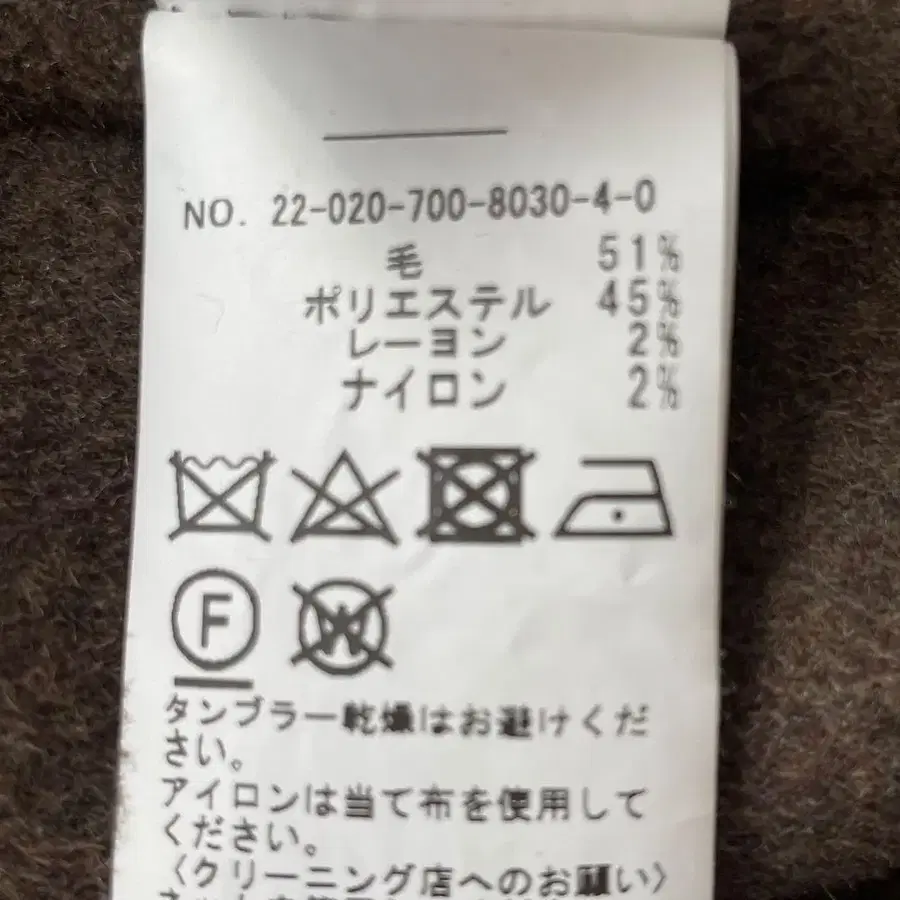 NO. 22-020-700-8030-4-0
毛 51%
ポリエステル 45%
レーヨン 2%
ナイロン 2%
F
W
タンブラー乾燥はお避けくだ
さい。
アイロンは当て布を使用して
ください。
〈クリーニング店へのお願い〉